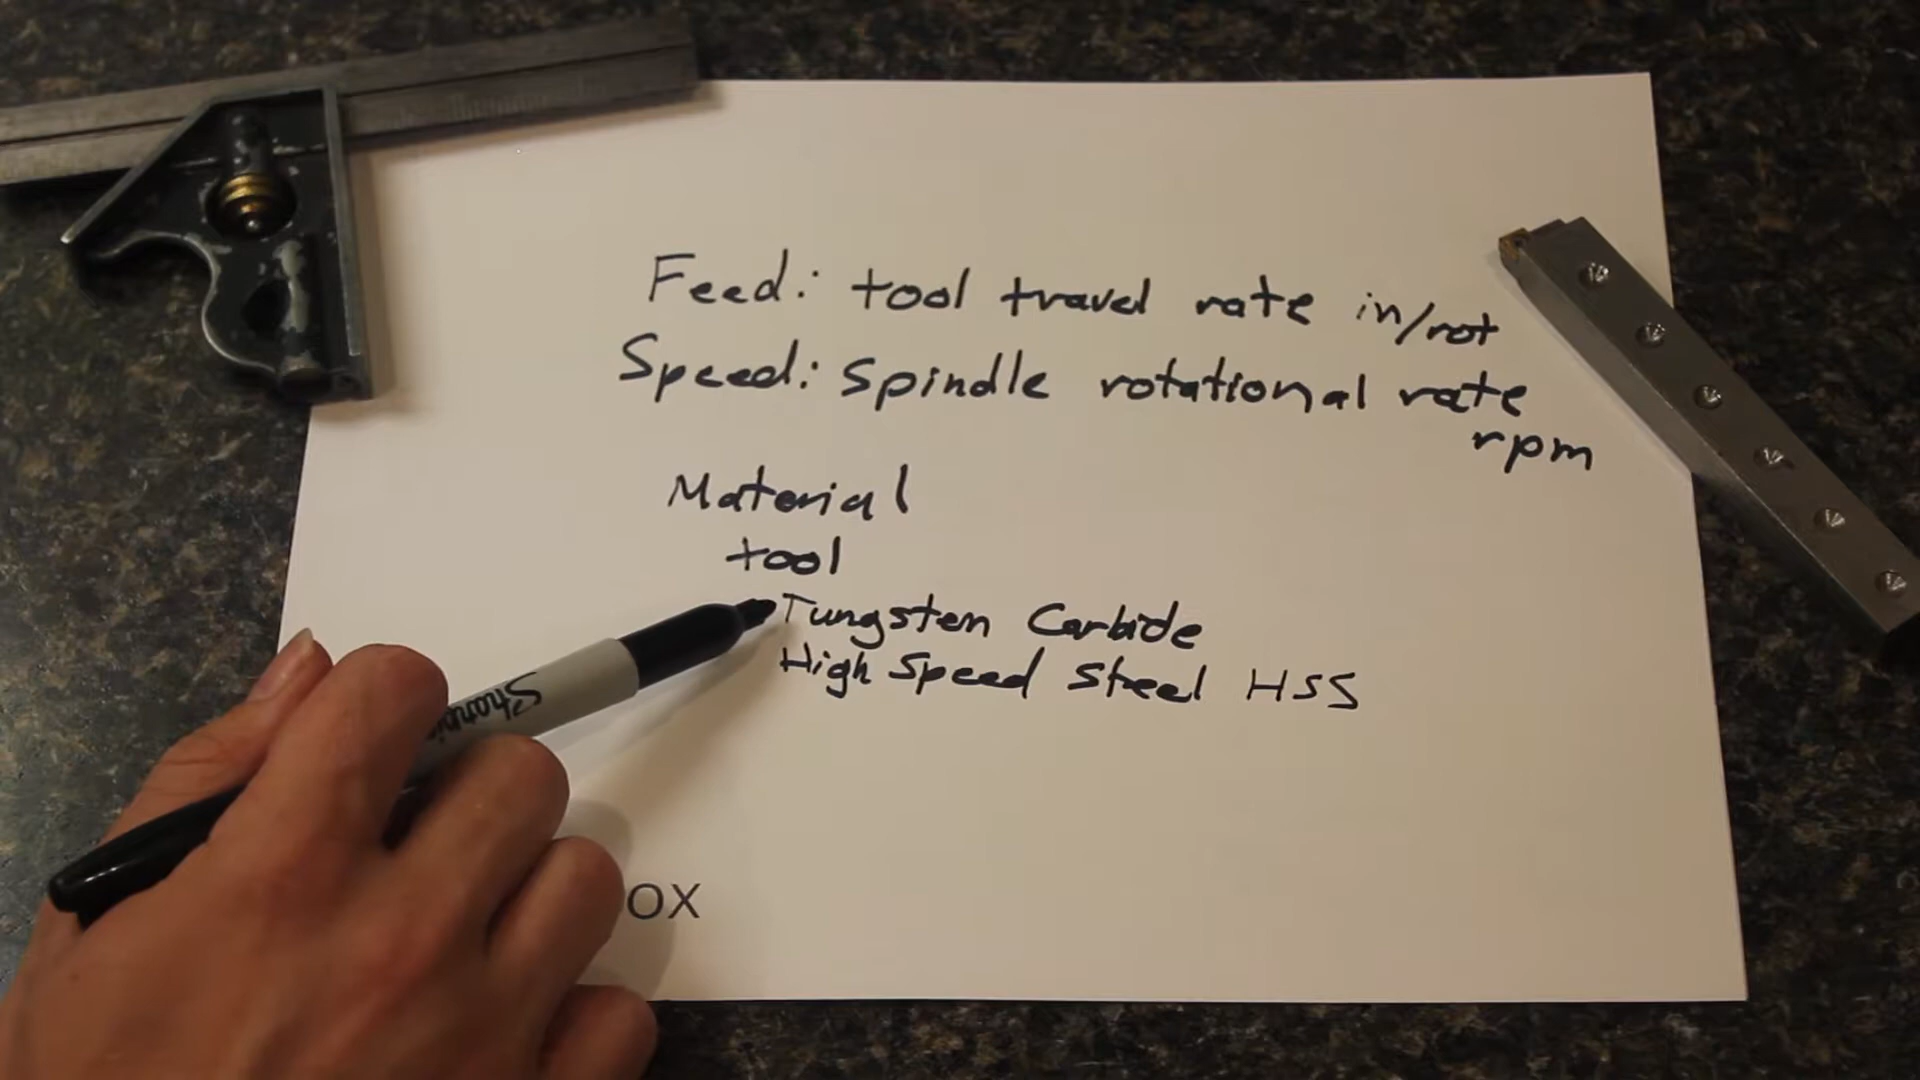 Feed: tool travel rate in/rot
Speed: Spindle rotational rate
rpm
Material
tool
Tungsten Carbide
High Speed Steel HSS
Sharpie
OX